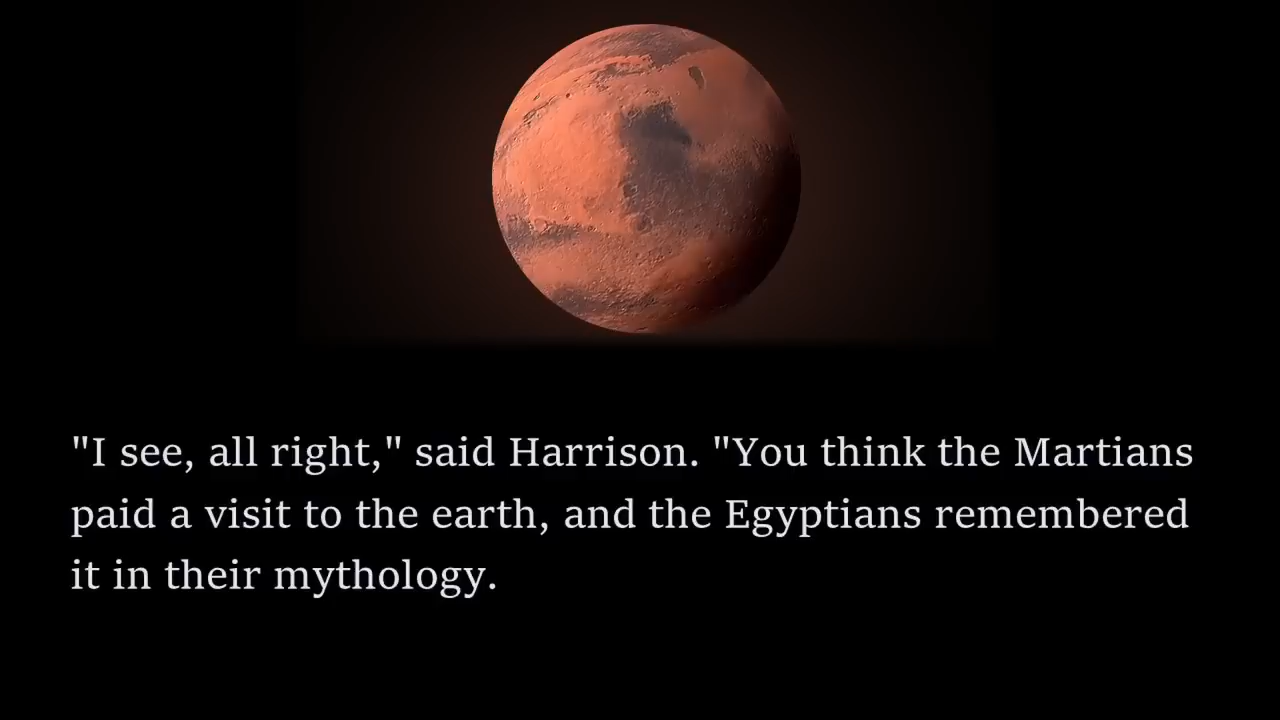 "I see, all right," said Harrison. "You think the Martians
paid a visit to the earth, and the Egyptians remembered
it in their mythology.